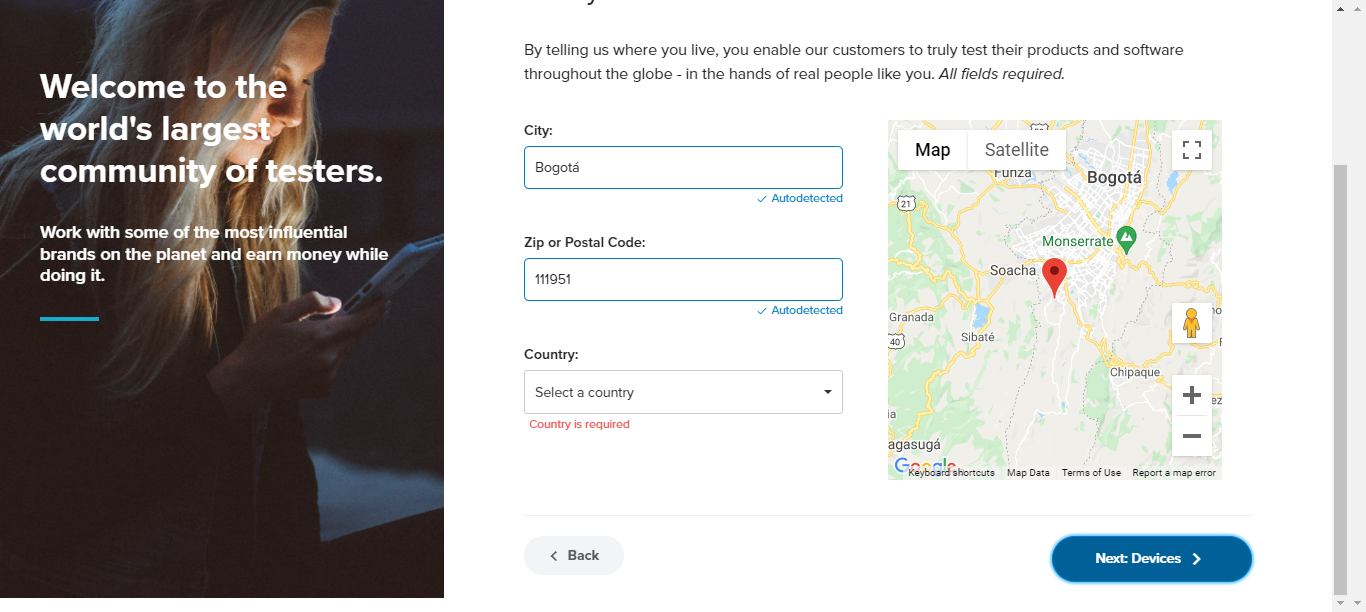 Welcome to the
world's largest
community of testers.
Work with some of the most influential
brands on the planet and earn money while
doing it.
By telling us where you live, you enable our customers to truly test their products and software
throughout the globe - in the hands of real people like you. All fields required.
City:
Bogotá
Autodetected
Zip or Postal Code:
111951
Autodetected
Country:
Select a country
Country is required
Map
Satellite
Funza
Bogotá
21
Monserrate
Soacha
Granada
40
Sibaté
Chipaque
agasugá
Google
Keyboard shortcuts
Map Data
Terms of Use
Report a map error
Back
Next: Devices